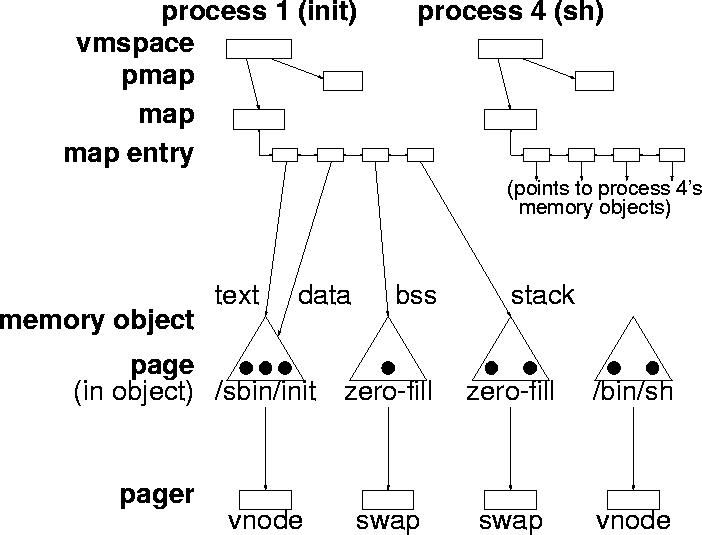 process 1 (init)
process 4 (sh)
vmspace
pmap
map
map entry
(points to process 4's
memory objects)
text
data
bss
stack
memory object
page
(in object)
/sbin/init
zero-fill
zero-fill
/bin/sh
pager
vnode
swap
swap
vnode